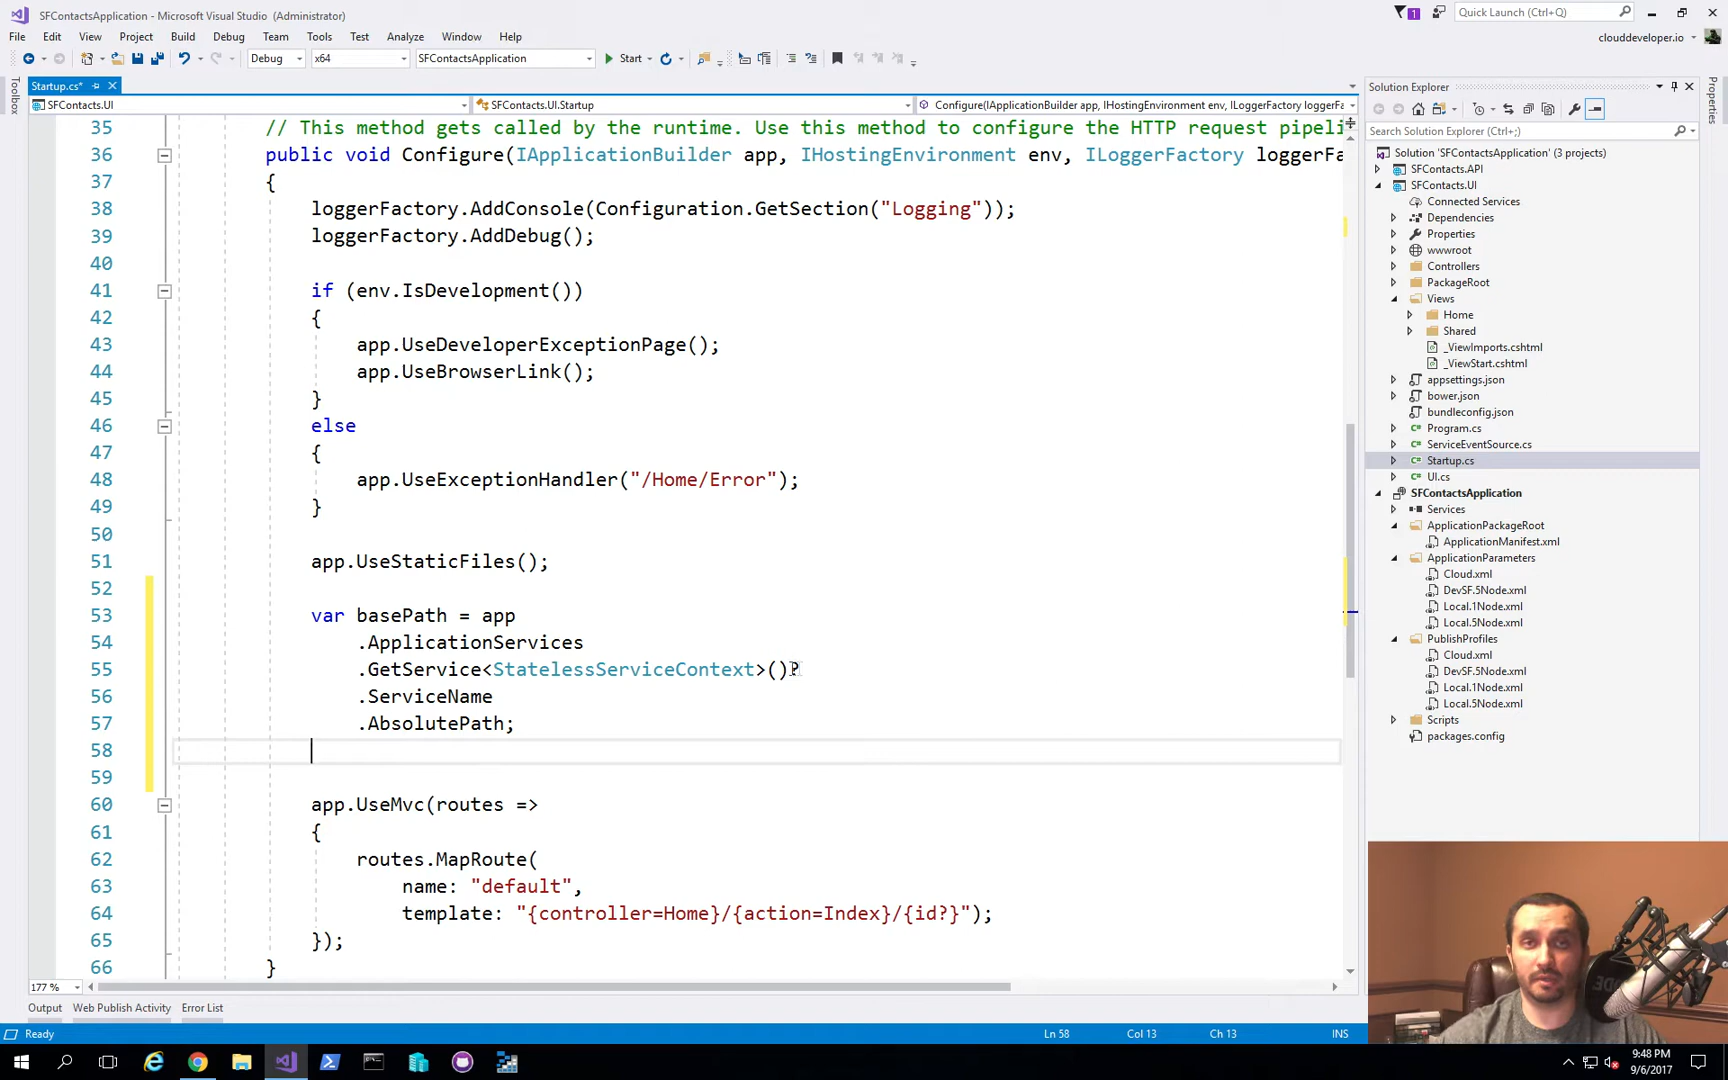 SFContactsApplication - Microsoft Visual Studio (Administrator)
1
Quick Launch (Ctrl+Q)
File Edit View Project Build Debug Team Tools Test Analyze Window Help
clouddeveloper.io
Debug x64 SFContactsApplication Start
Toolbox
Startup.cs*
SFContacts.UI SFContacts.UI.Startup Configure(IApplicationBuilder app, IHostingEnvironment env, ILoggerFactory loggerFa
35 // This method gets called by the runtime. Use this method to configure the HTTP request pipeli
36 public void Configure(IApplicationBuilder app, IHostingEnvironment env, ILoggerFactory loggerFa
37 {
38 loggerFactory.AddConsole(Configuration.GetSection("Logging"));
39 loggerFactory.AddDebug();
40
41 if (env.IsDevelopment())
42 {
43 app.UseDeveloperExceptionPage();
44 app.UseBrowserLink();
45 }
46 else
47 {
48 app.UseExceptionHandler("/Home/Error");
49 }
50
51 app.UseStaticFiles();
52
53 var basePath = app
54 .ApplicationServices
55 .GetService<StatelessServiceContext>()?
56 .ServiceName
57 .AbsolutePath;
58
59
60 app.UseMvc(routes =>
61 {
62 routes.MapRoute(
63 name: "default",
64 template: "{controller=Home}/{action=Index}/{id?}");
65 });
66 }
177 %
Output Web Publish Activity Error List
Ready Ln 58 Col 13 Ch 13 INS
Solution Explorer
Search Solution Explorer (Ctrl+;)
Solution 'SFContactsApplication' (3 projects)
SFContacts.API
SFContacts.UI
Connected Services
Dependencies
Properties
wwwroot
Controllers
PackageRoot
Views
Home
Shared
_ViewImports.cshtml
_ViewStart.cshtml
appsettings.json
bower.json
bundleconfig.json
Program.cs
ServiceEventSource.cs
Startup.cs
UI.cs
SFContactsApplication
Services
ApplicationPackageRoot
ApplicationManifest.xml
ApplicationParameters
Cloud.xml
DevSF.5Node.xml
Local.1Node.xml
Local.5Node.xml
PublishProfiles
Cloud.xml
DevSF.5Node.xml
Local.1Node.xml
Local.5Node.xml
Scripts
packages.config
Properties
9:48 PM
9/6/2017